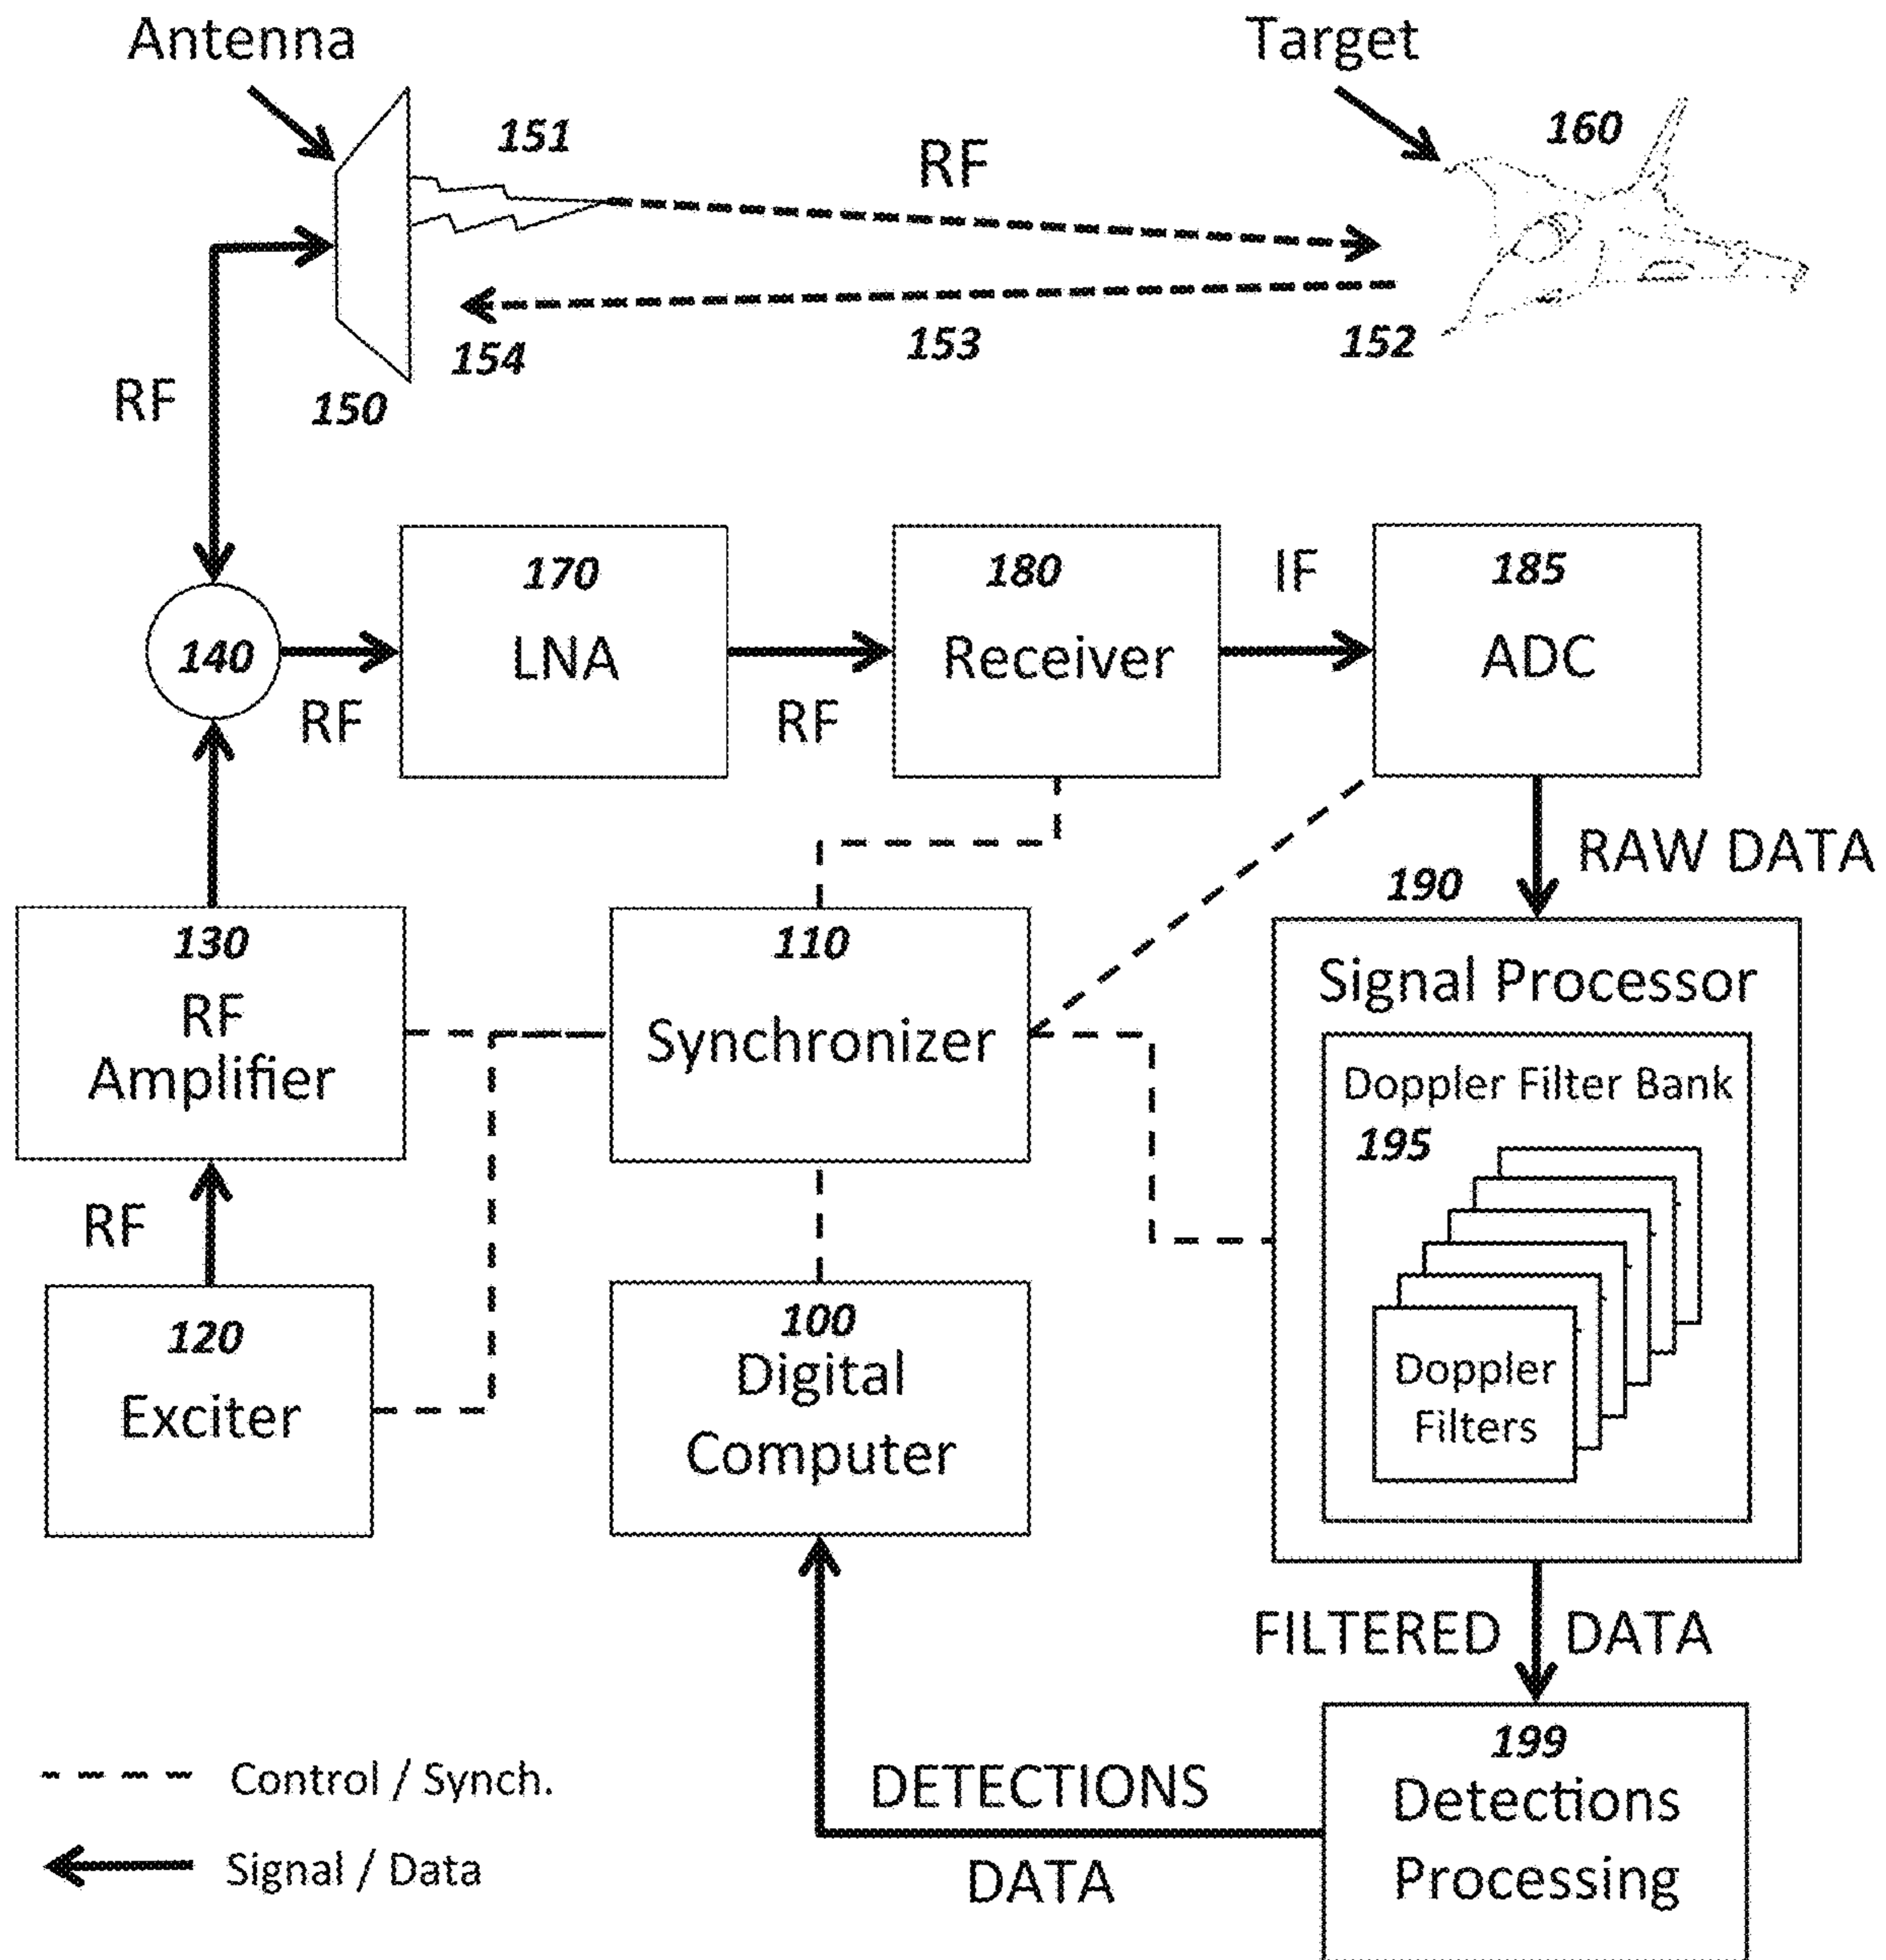 Antenna
Target
151
RF
160
154
153
152
150
RF
170
LNA
180
Receiver
IF
185
ADC
140
RF
RF
RAW DATA
190
130
RF
Amplifier
110
Synchronizer
Signal Processor
Doppler Filter Bank
195
Doppler
Filters
RF
120
Exciter
100
Digital
Computer
FILTERED DATA
199
Detections
Processing
DETECTIONS
DATA
Control / Synch.
Signal / Data